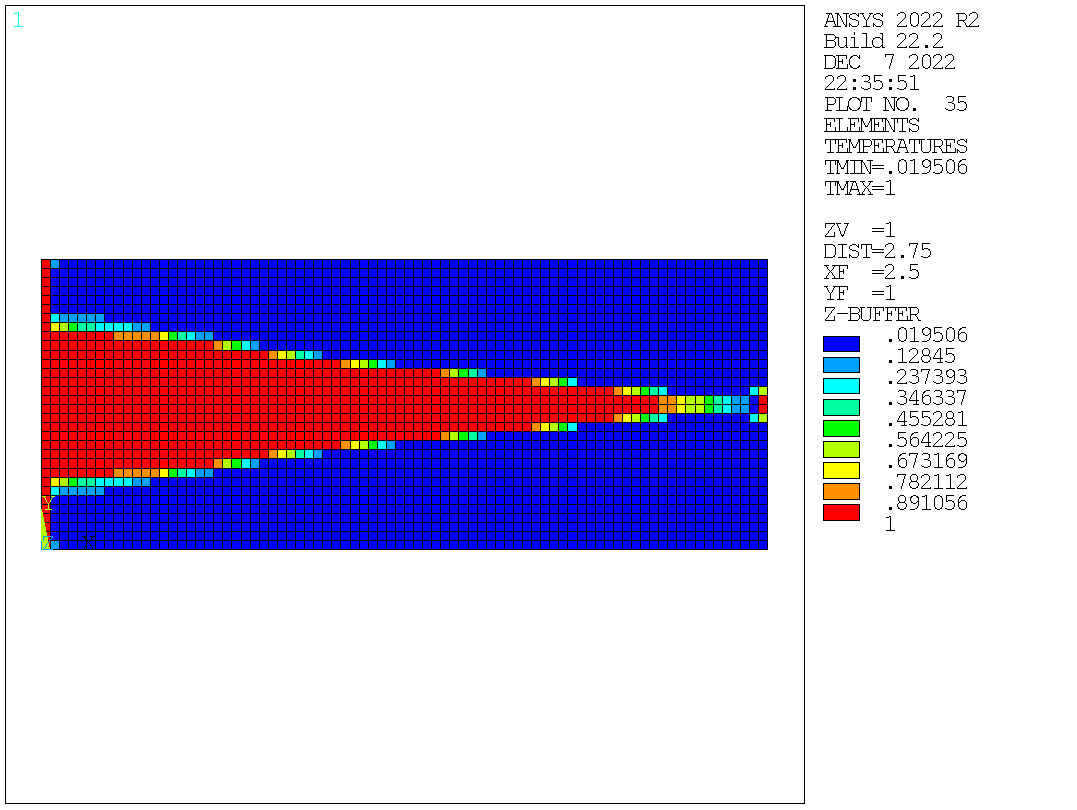 1
ANSYS 2022 R2
Build 22.2
DEC  7 2022
22:35:51
PLOT NO.  35
ELEMENTS
TEMPERATURES
TMIN=.019506
TMAX=1
ZV  =1
DIST=2.75
XF  =2.5
YF  =1
Z-BUFFER
.019506
.12845
.237393
.346337
.455281
.564225
.673169
.782112
.891056
1
Y
Z X